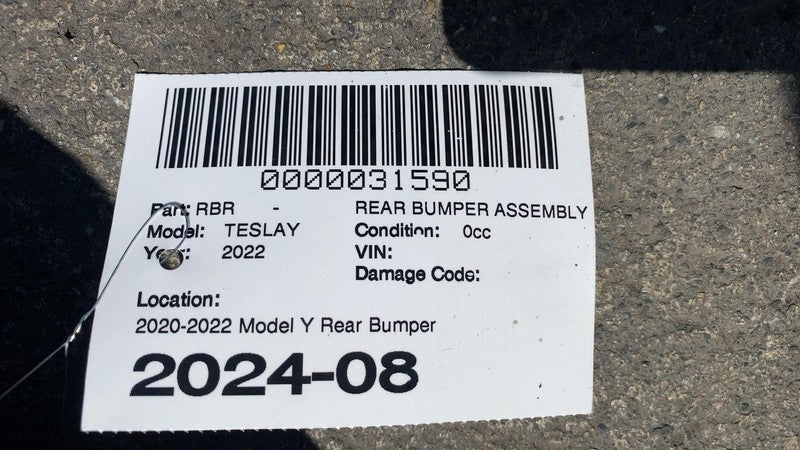 0000031590
Part: RBR - REAR BUMPER ASSEMBLY
Model: TESLAY Condition: 0cc
Year: 2022 VIN:
Damage Code:
Location:
2020-2022 Model Y Rear Bumper
2024-08